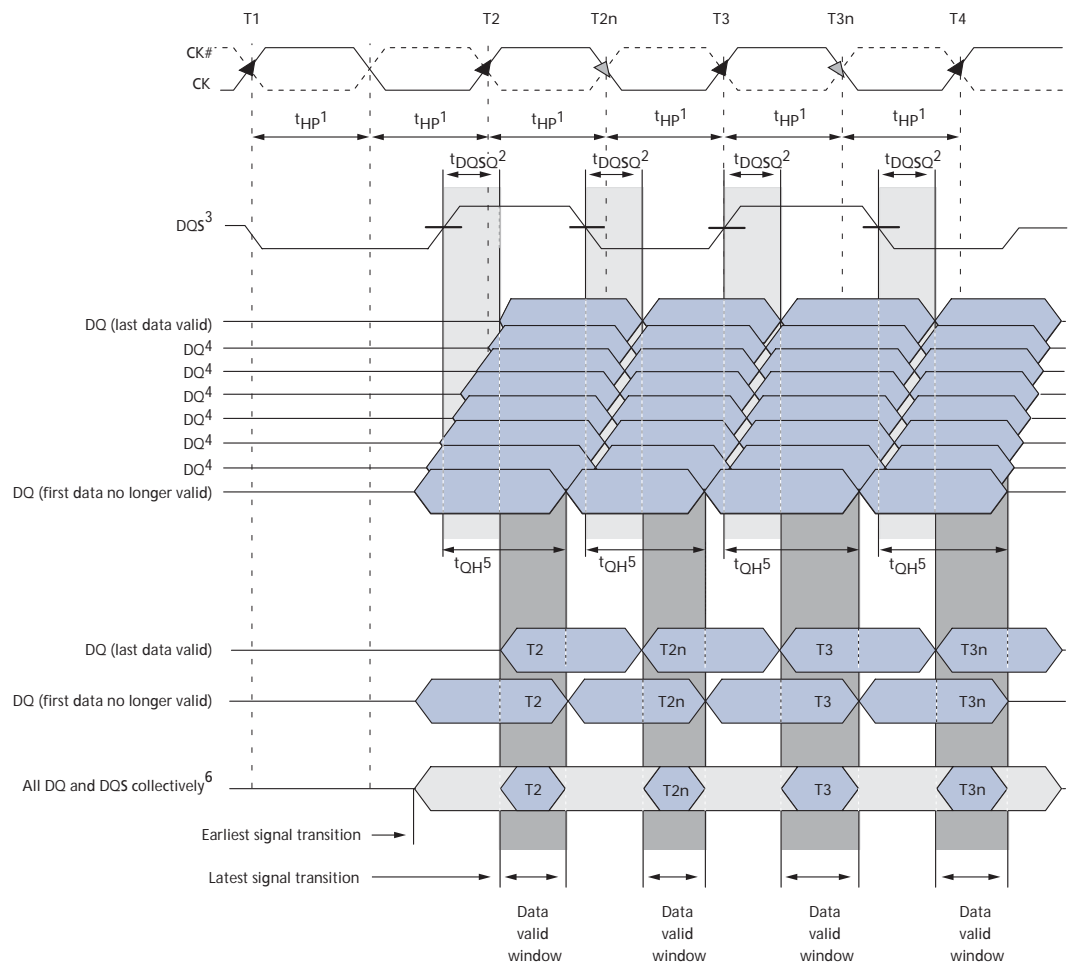 T1 T2 T2n T3 T3n T4
CK#
CK
tHP1 tHP1 tHP1 tHP1 tHP1 tHP1
tDQSQ2 tDQSQ2 tDQSQ2 tDQSQ2
DQS3
DQ (last data valid)
DQ4
DQ4
DQ4
DQ4
DQ4
DQ4
DQ (first data no longer valid)
tQH5 tQH5 tQH5 tQH5
DQ (last data valid) T2 T2n T3 T3n
DQ (first data no longer valid) T2 T2n T3 T3n
All DQ and DQS collectively6 T2 T2n T3 T3n
Earliest signal transition
Latest signal transition
Data Data Data Data
valid valid valid valid
window window window window